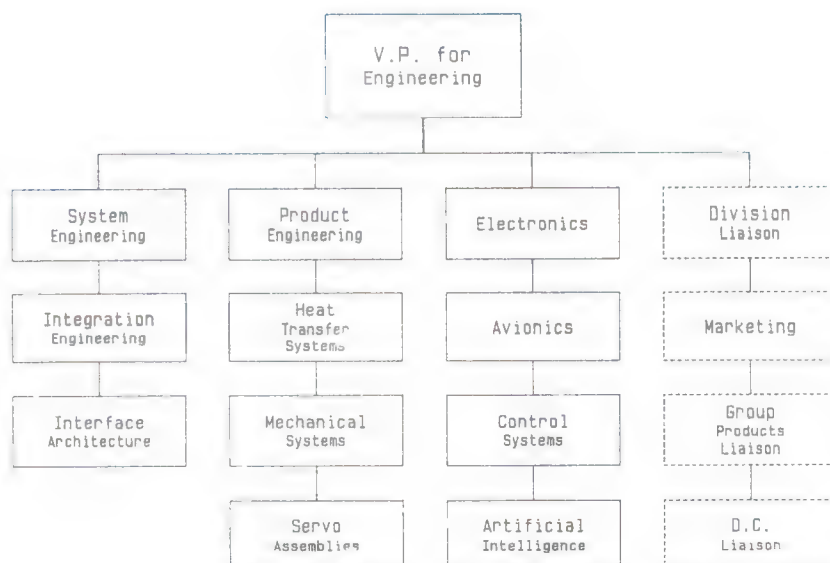 V.P. for
Engineering
System
Engineering
Product
Engineering
Electronics
Division
Liaison
Integration
Engineering
Heat
Transfer
Systems
Avionics
Marketing
Interface
Architecture
Mechanical
Systems
Control
Systems
Group
Products
Liaison
Servo
Assemblies
Artificial
Intelligence
D.C.
Liaison